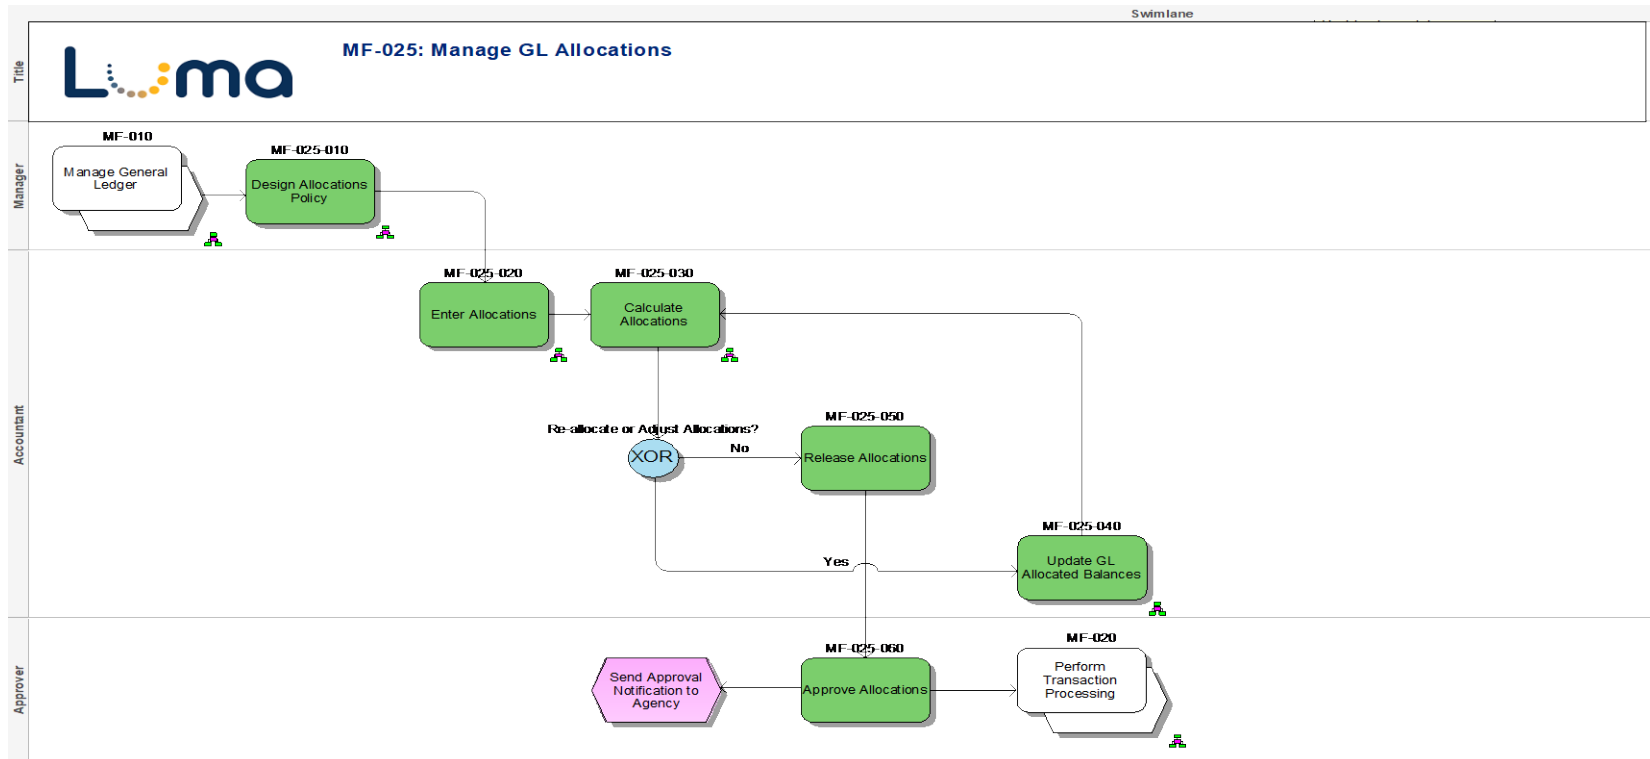 Swimlane
Title
Luma
MF-025: Manage GL Allocations
Manager
MF-010
Manage General
Ledger
MF-025-010
Design Allocations
Policy
Accountant
MF-025-020
Enter Allocations
MF-025-030
Calculate
Allocations
Re-allocate or Adjust Allocations?
XOR
No
MF-025-050
Release Allocations
Yes
MF-025-040
Update GL
Allocated Balances
Approver
Send Approval
Notification to
Agency
MF-025-060
Approve Allocations
MF-020
Perform
Transaction
Processing